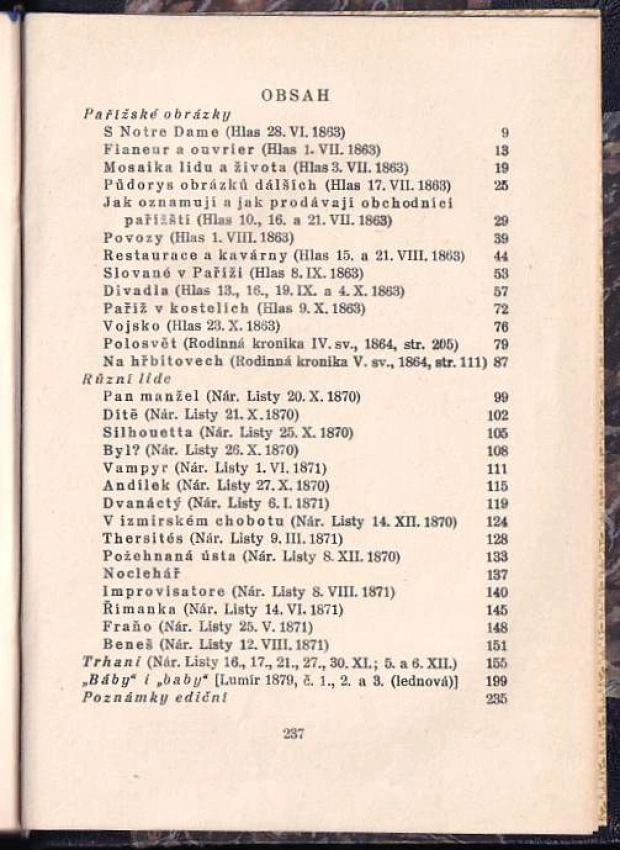 OBSAH
Pařížské obrázky
S Notre Dame (Hlas 28. VI. 1863) 9
Flaneur a ouvrier (Hlas 1. VII. 1863) 13
Mosaika lidu a života (Hlas 3. VII. 1863) 19
Půdorys obrázků dálších (Hlas 17. VII. 1863) 25
Jak oznamují a jak prodávají obchodníci
pařížští (Hlas 10., 16. a 21. VII. 1863) 29
Povozy (Hlas 1. VIII. 1863) 39
Restaurace a kavárny (Hlas 15. a 21. VIII. 1863) 44
Slované v Paříži (Hlas 8. IX. 1863) 53
Divadla (Hlas 13., 16., 19. IX. a 4. X. 1863) 57
Paříž v kostelích (Hlas 9. X. 1863) 72
Vojsko (Hlas 23. X. 1863) 76
Polosvět (Rodinná kronika IV. sv., 1864, str. 205) 79
Na hřbitovech (Rodinná kronika V. sv., 1864, str. 111) 87
Různí lidé
Pan manžel (Nár. Listy 20. X. 1870) 99
Dítě (Nár. Listy 21. X. 1870) 102
Silhouetta (Nár. Listy 25. X. 1870) 105
Byl? (Nár. Listy 26. X. 1870) 108
Vampyr (Nár. Listy 1. VI. 1871) 111
Andílek (Nár. Listy 27. X. 1870) 115
Dvanáctý (Nár. Listy 6. I. 1871) 119
V izmirském chobotu (Nár. Listy 14. XII. 1870) 124
Thersités (Nár. Listy 9. III. 1871) 128
Požehnaná ústa (Nár. Listy 8. XII. 1870) 133
Noclehář 137
Improvisatore (Nár. Listy 8. VIII. 1871) 140
Římanka (Nár. Listy 14. VI. 1871) 145
Fraňo (Nár. Listy 25. V. 1871) 148
Beneš (Nár. Listy 12. VIII. 1871) 151
Trhani (Nár. Listy 16., 17., 21., 27., 30. XI.; 5. a 6. XII.) 155
„Báby“ i „baby“ [Lumír 1879, č. 1., 2. a 3. (lednová)] 199
Poznámky ediční 235
237